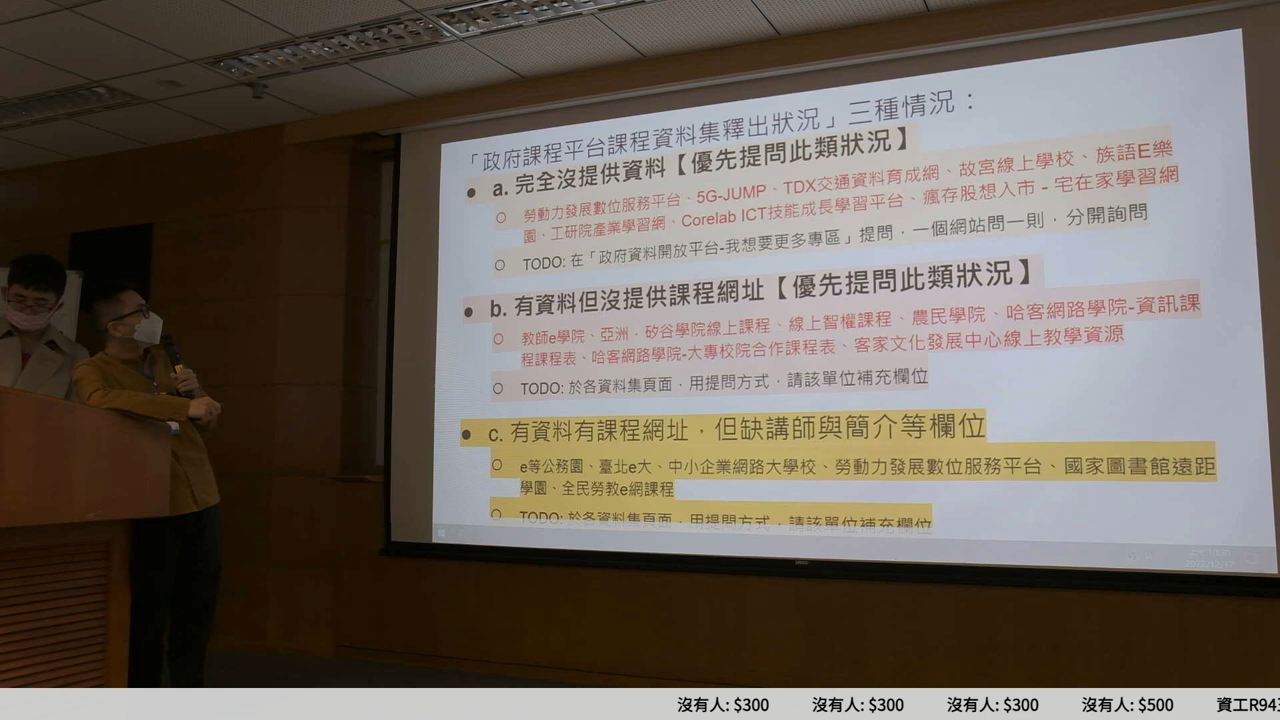 「政府課程平台課程資料集釋出狀況」三種情況：
● a. 完全沒提供資料【優先提問此類狀況】
○ 勞動力發展數位服務平台、5G-JUMP、TDX交通資料育成網、故宮線上學校、族語E樂
園、工研院產業學習網、Corelab ICT技能成長學習平台、瘋存股想入市 - 宅在家學習網
○ TODO: 在「政府資料開放平台-我想要更多專區」提問，一個網站問一則，分開詢問
● b. 有資料但沒提供課程網址【優先提問此類狀況】
○ 教師e學院、亞洲．矽谷學院線上課程、線上智權課程、農民學院、哈客網路學院-資訊課
程課程表、哈客網路學院-大專校院合作課程表、客家文化發展中心線上教學資源
○ TODO: 於各資料集頁面，用提問方式，請該單位補充欄位
● c. 有資料有課程網址，但缺講師與簡介等欄位
○ e等公務園、臺北e大、中小企業網路大學校、勞動力發展數位服務平台、國家圖書館遠距
學園、全民勞教e網課程
○ TODO: 於各資料集頁面，用提問方式，請該單位補充欄位
2022/12/17
沒有人: $300 沒有人: $300 沒有人: $300 沒有人: $500 資工R94